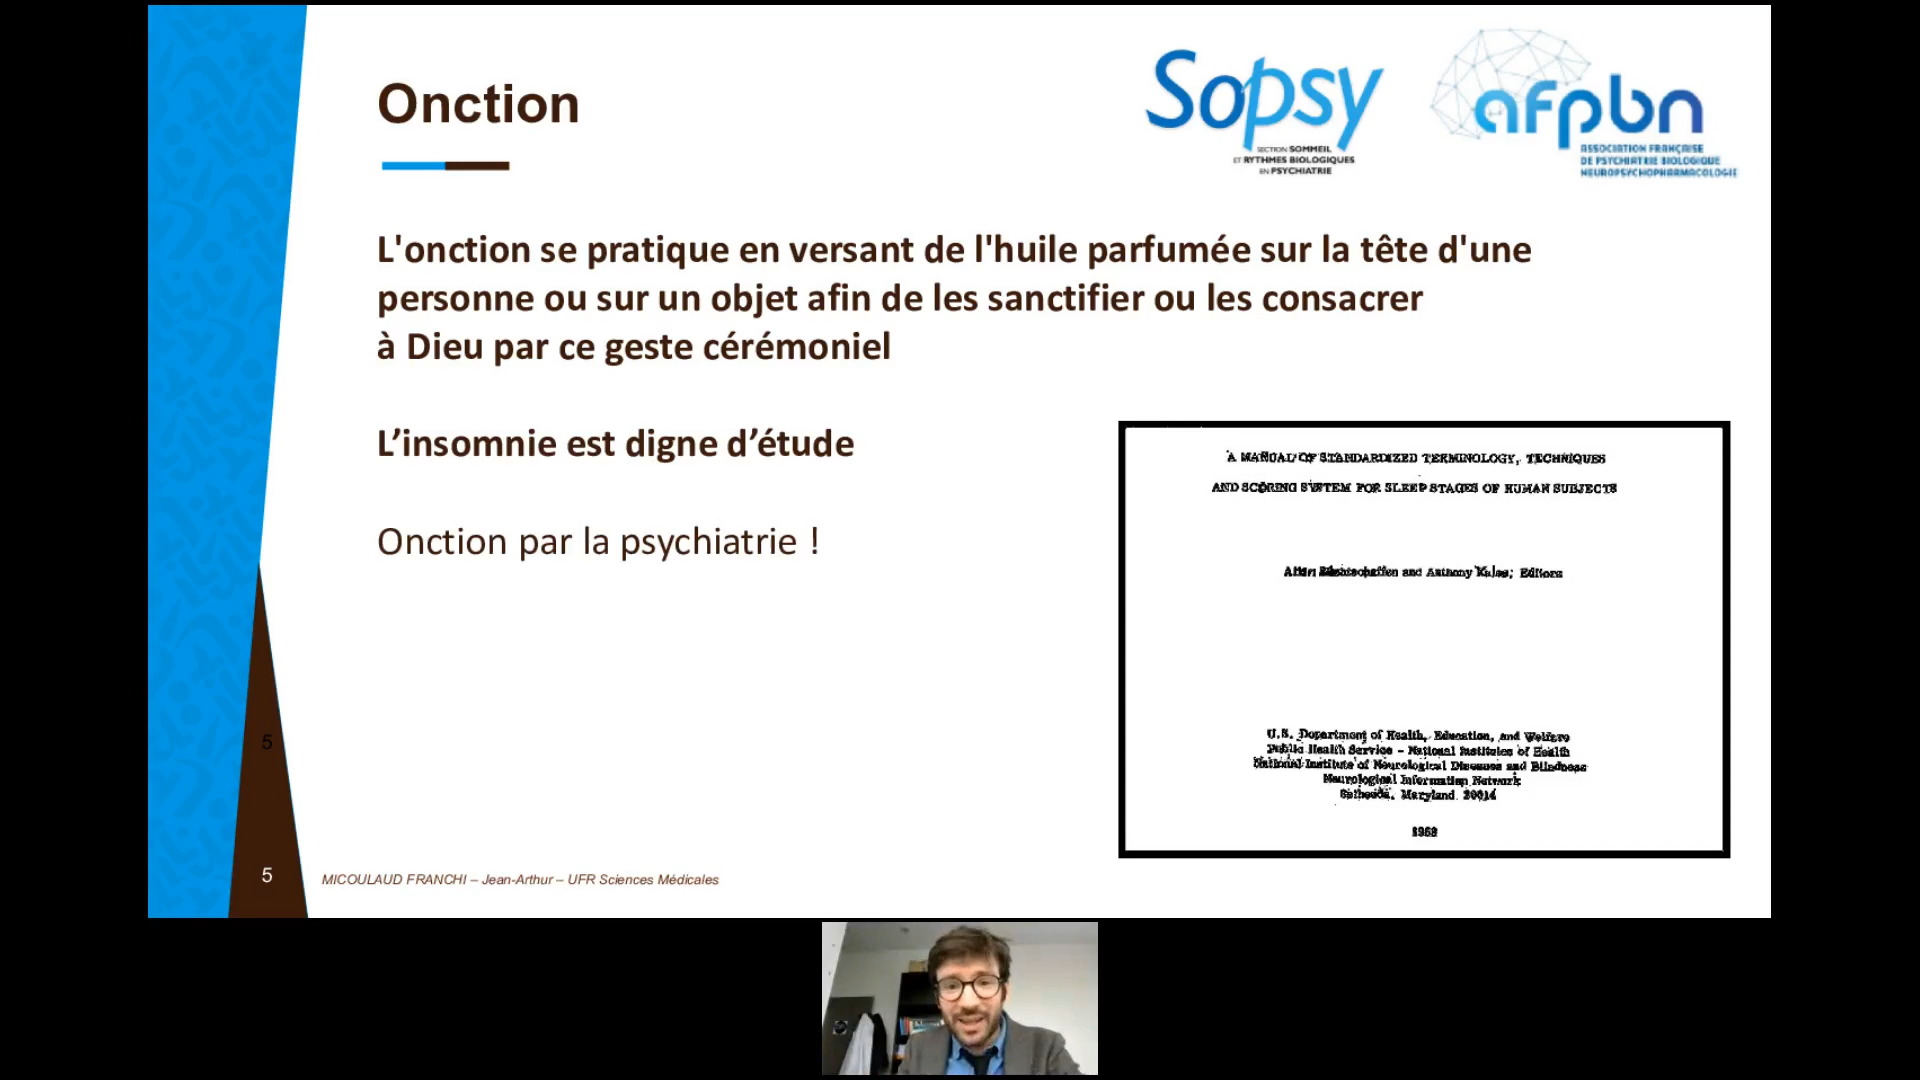 Onction
Sopsy
SECTION SOMMEIL
ET RYTHMES BIOLOGIQUES
EN PSYCHIATRIE
afpbn
ASSOCIATION FRANÇAISE
DE PSYCHIATRIE BIOLOGIQUE
NEUROPSYCHOPHARMACOLOGIE
L'onction se pratique en versant de l'huile parfumée sur la tête d'une
personne ou sur un objet afin de les sanctifier ou les consacrer
à Dieu par ce geste cérémoniel
L’insomnie est digne d’étude
Onction par la psychiatrie !
A MANUAL OF STANDARDIZED TERMINOLOGY, TECHNIQUES
AND SCORING SYSTEM FOR SLEEP STAGES OF HUMAN SUBJECTS
and Anthony Kales, Editors
U.S. Department of Health, Education, and Welfare
Public Health Service - National Institutes of Health
National Institute of Neurological Diseases and Blindness
Neurological Information Network
Bethesda, Maryland 20014
1968
5
5
MICOULAUD FRANCHI – Jean-Arthur – UFR Sciences Médicales